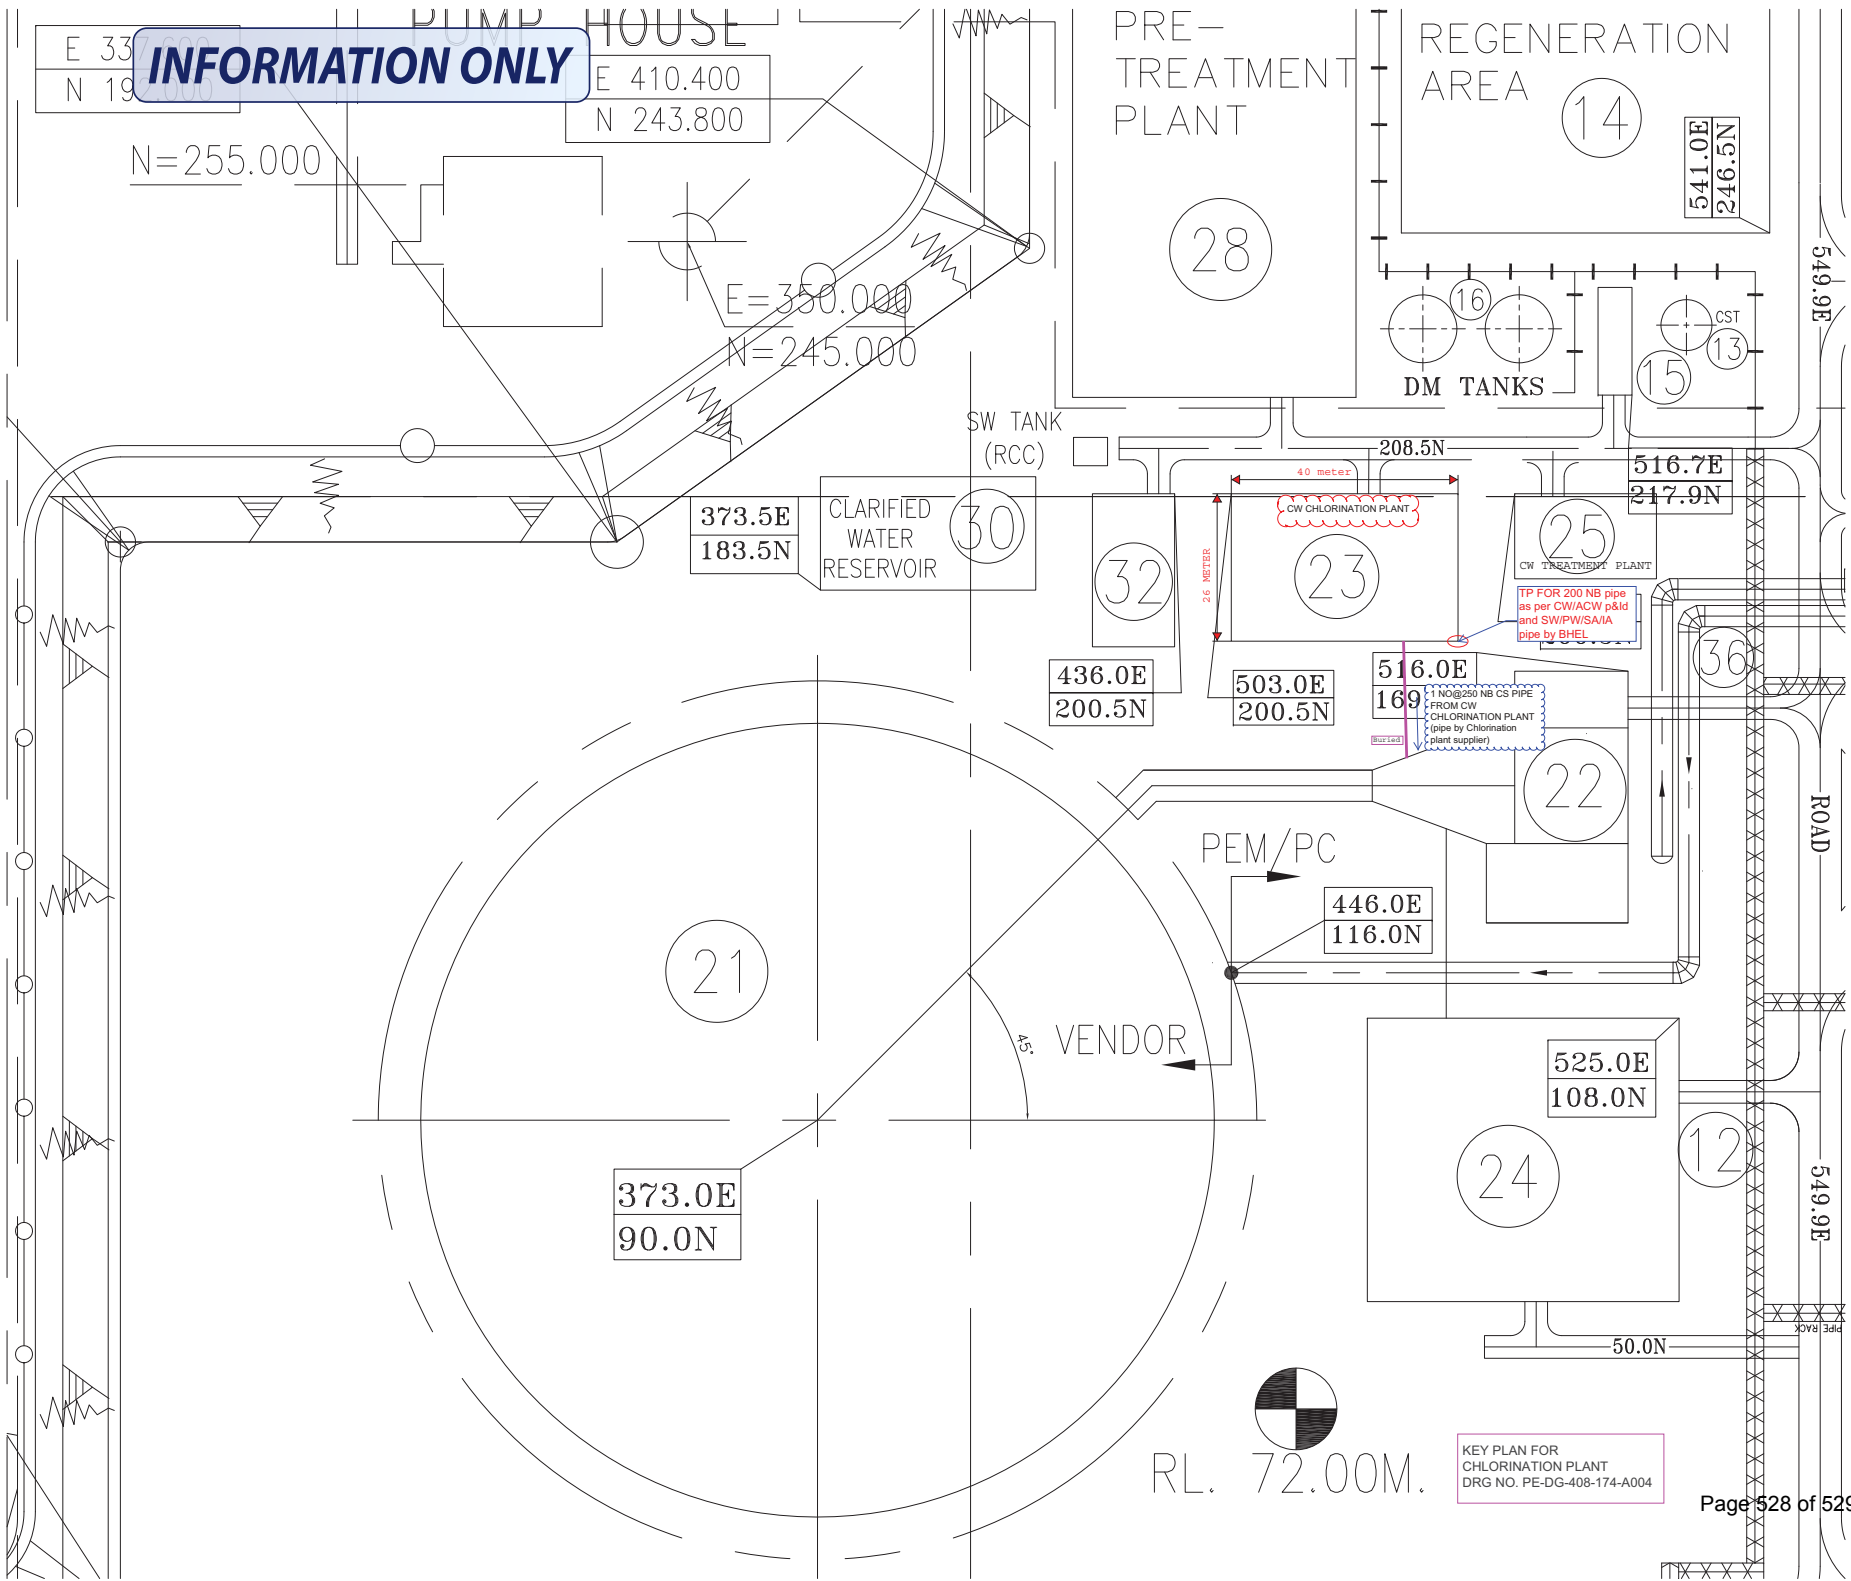 PUMP HOUSE
INFORMATION ONLY
E 410.400
N 243.800
N=255.000
E=350.000
N=245.000
PRE-
TREATMENT
PLANT
28
REGENERATION
AREA
14
541.0E
246.5N
549.9E
16
CST
13
15
DM TANKS
SW TANK
(RCC)
208.5N
516.7E
217.9N
40 meter
26 METER
CW CHLORINATION PLANT
23
373.5E
183.5N
CLARIFIED
WATER
RESERVOIR
30
32
25
CW TREATMENT PLANT
TP FOR 200 NB pipe
as per CW/ACW p&Id
and SW/PW/SA/IA
pipe by BHEL
36
436.0E
200.5N
503.0E
200.5N
516.0E
169
1 NO@250 NB CS PIPE
FROM CW
CHLORINATION PLANT
(pipe by Chlorination
plant supplier)
Buried
22
ROAD
PEM/PC
446.0E
116.0N
21
45°
VENDOR
525.0E
108.0N
24
12
549.9E
373.0E
90.0N
PIPE RACK
50.0N
RL. 72.00M.
KEY PLAN FOR
CHLORINATION PLANT
DRG NO. PE-DG-408-174-A004
Page 528 of 529